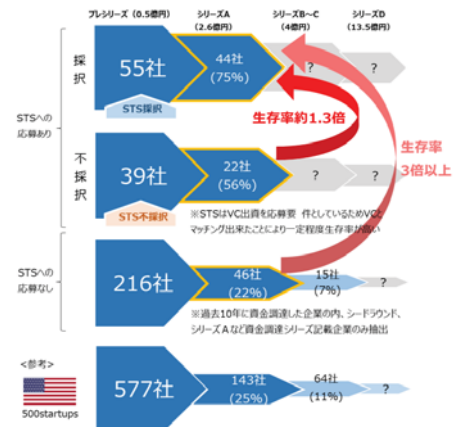 プレシリーズ（0.5億円）
シリーズA
（2.6億円）
シリーズB～C
（4億円）
シリーズD
（13.5億円）
STSへの
応募あり
採択
55社
STS採択
44社
(75%)
?
?
生存率約1.3倍
生存率
3倍以上
不採択
39社
STS不採択
22社
(56%)
?
?
※STSはVC出資を応募要 件としているためVCと
マッチング出来たことにより一定程度生存率が高い
STSへの
応募なし
216社
46社
(22%)
15社
(7%)
?
※過去10年に資金調達した企業の内、シードラウンド、
シリーズAなど資金調達シリーズ記載企業のみ抽出
<参考>
500startups
577社
143社
(25%)
64社
(11%)
?